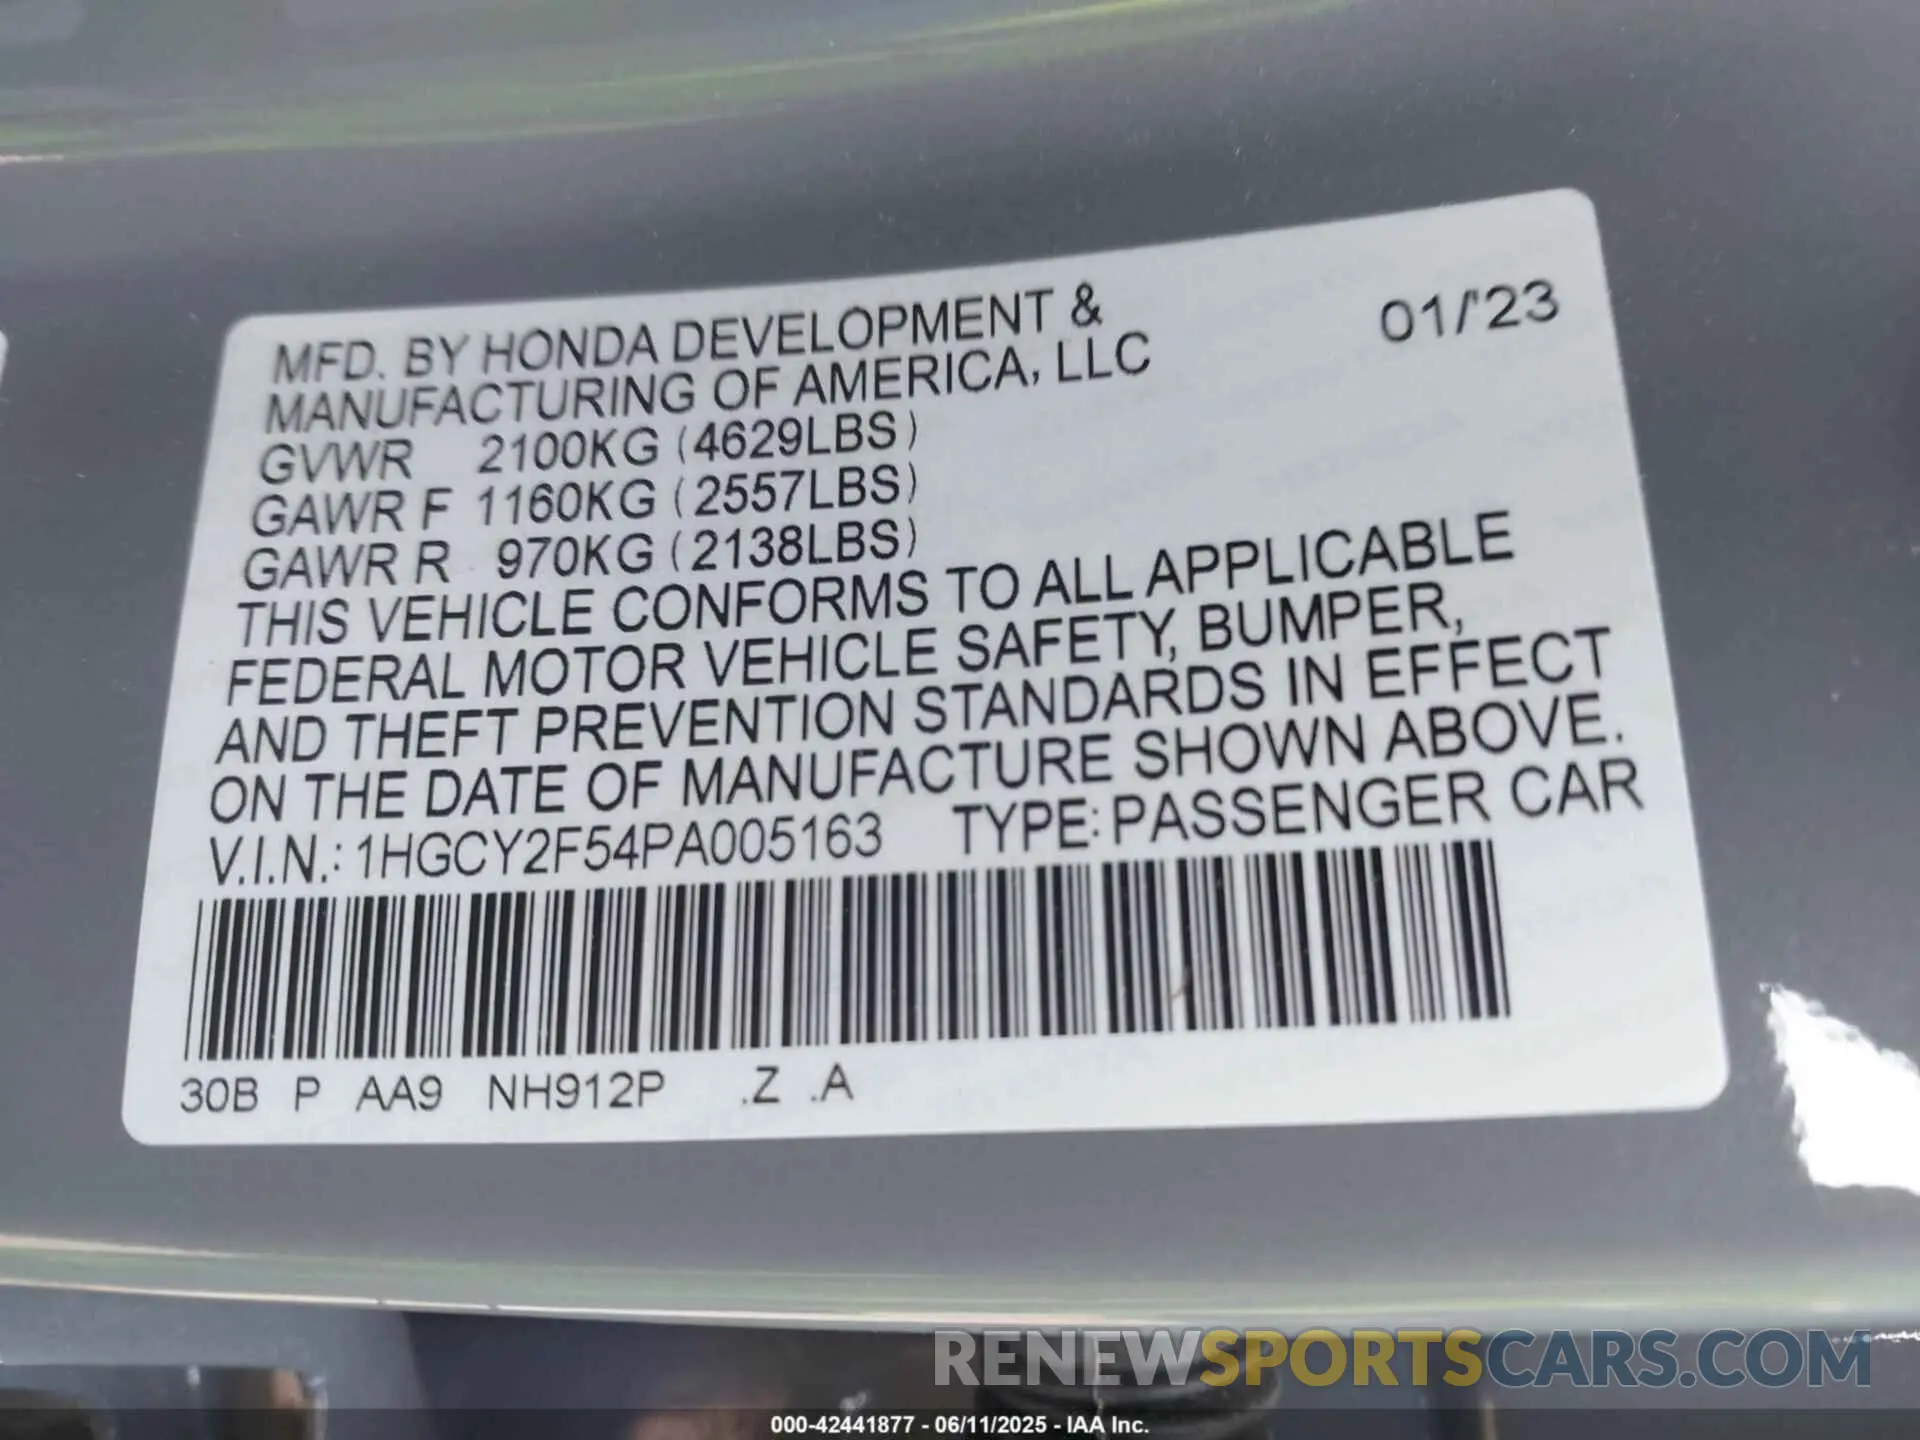 MFD. BY HONDA DEVELOPMENT & 01/'23
MANUFACTURING OF AMERICA, LLC
GVWR 2100KG (4629LBS)
GAWR F 1160KG (2557LBS)
GAWR R 970KG (2138LBS)
THIS VEHICLE CONFORMS TO ALL APPLICABLE
FEDERAL MOTOR VEHICLE SAFETY, BUMPER,
AND THEFT PREVENTION STANDARDS IN EFFECT
ON THE DATE OF MANUFACTURE SHOWN ABOVE.
V.I.N.: 1HGCY2F54PA005163 TYPE: PASSENGER CAR
30B P AA9 NH912P .Z .A
RENEWSPORTSCARS.COM
000-42441877 - 06/11/2025 - IAA Inc.